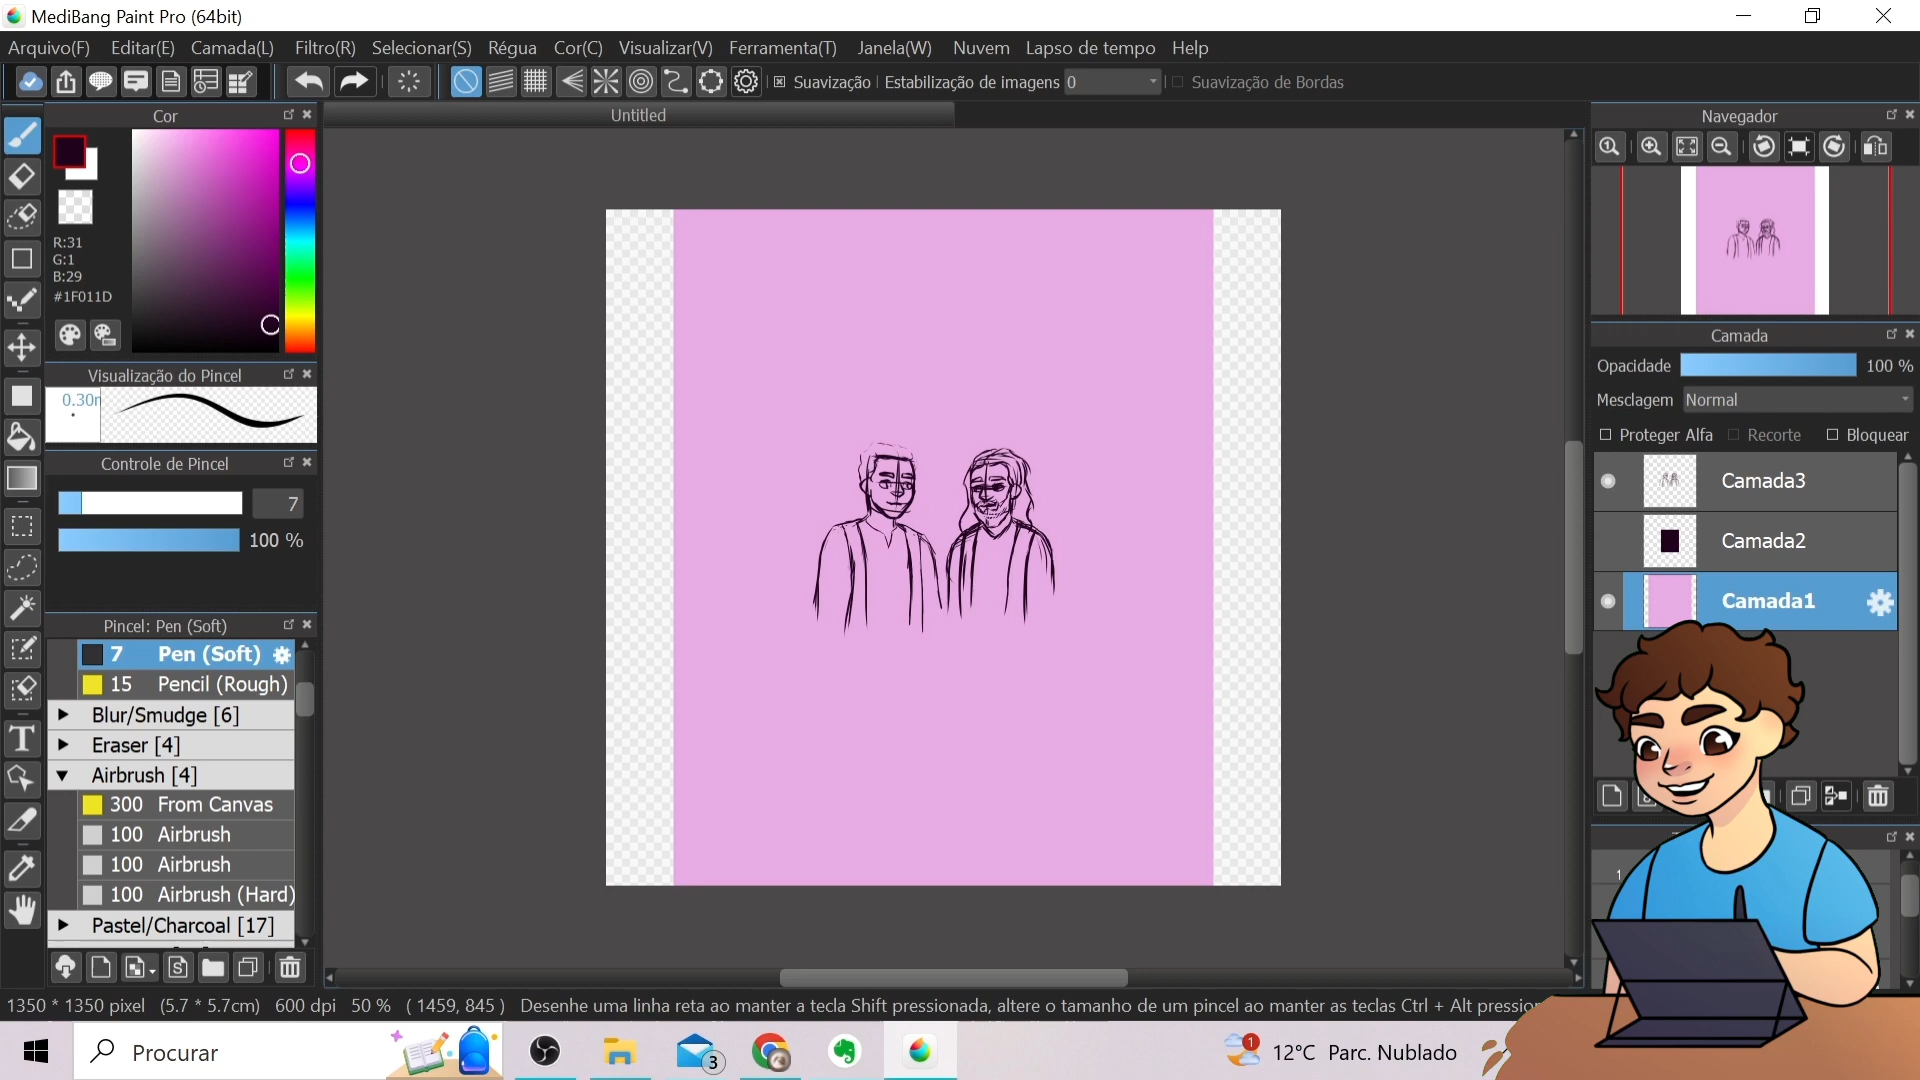 MediBang Paint Pro (64bit)
Arquivo(F) Editar(E) Camada(L) Filtro(R) Selecionar(S) Régua Cor(C) Visualizar(V) Ferramenta(T) Janela(W) Nuvem Lapso de tempo Help
Suavização Estabilização de imagens 0 Suavização de Bordas
Cor
Untitled
Navegador
R:31
G:1
B:29
#1F011D
Camada
Opacidade 100 %
Mesclagem Normal
Proteger Alfa Recorte Bloquear
Camada3
Camada2
Camada1
Visualização do Pincel
0.30
Controle de Pincel
7
100 %
Pincel: Pen (Soft)
7 Pen (Soft)
15 Pencil (Rough)
Blur/Smudge [6]
Eraser [4]
Airbrush [4]
300 From Canvas
100 Airbrush
100 Airbrush
100 Airbrush (Hard)
Pastel/Charcoal [17]
1
1350 * 1350 pixel (5.7 * 5.7cm) 600 dpi 50 % ( 1459, 845 ) Desenhe uma linha reta ao manter a tecla Shift pressionada, altere o tamanho de um pincel ao manter as teclas Ctrl + Alt
Procurar
3
1
12°C Parc. Nublado